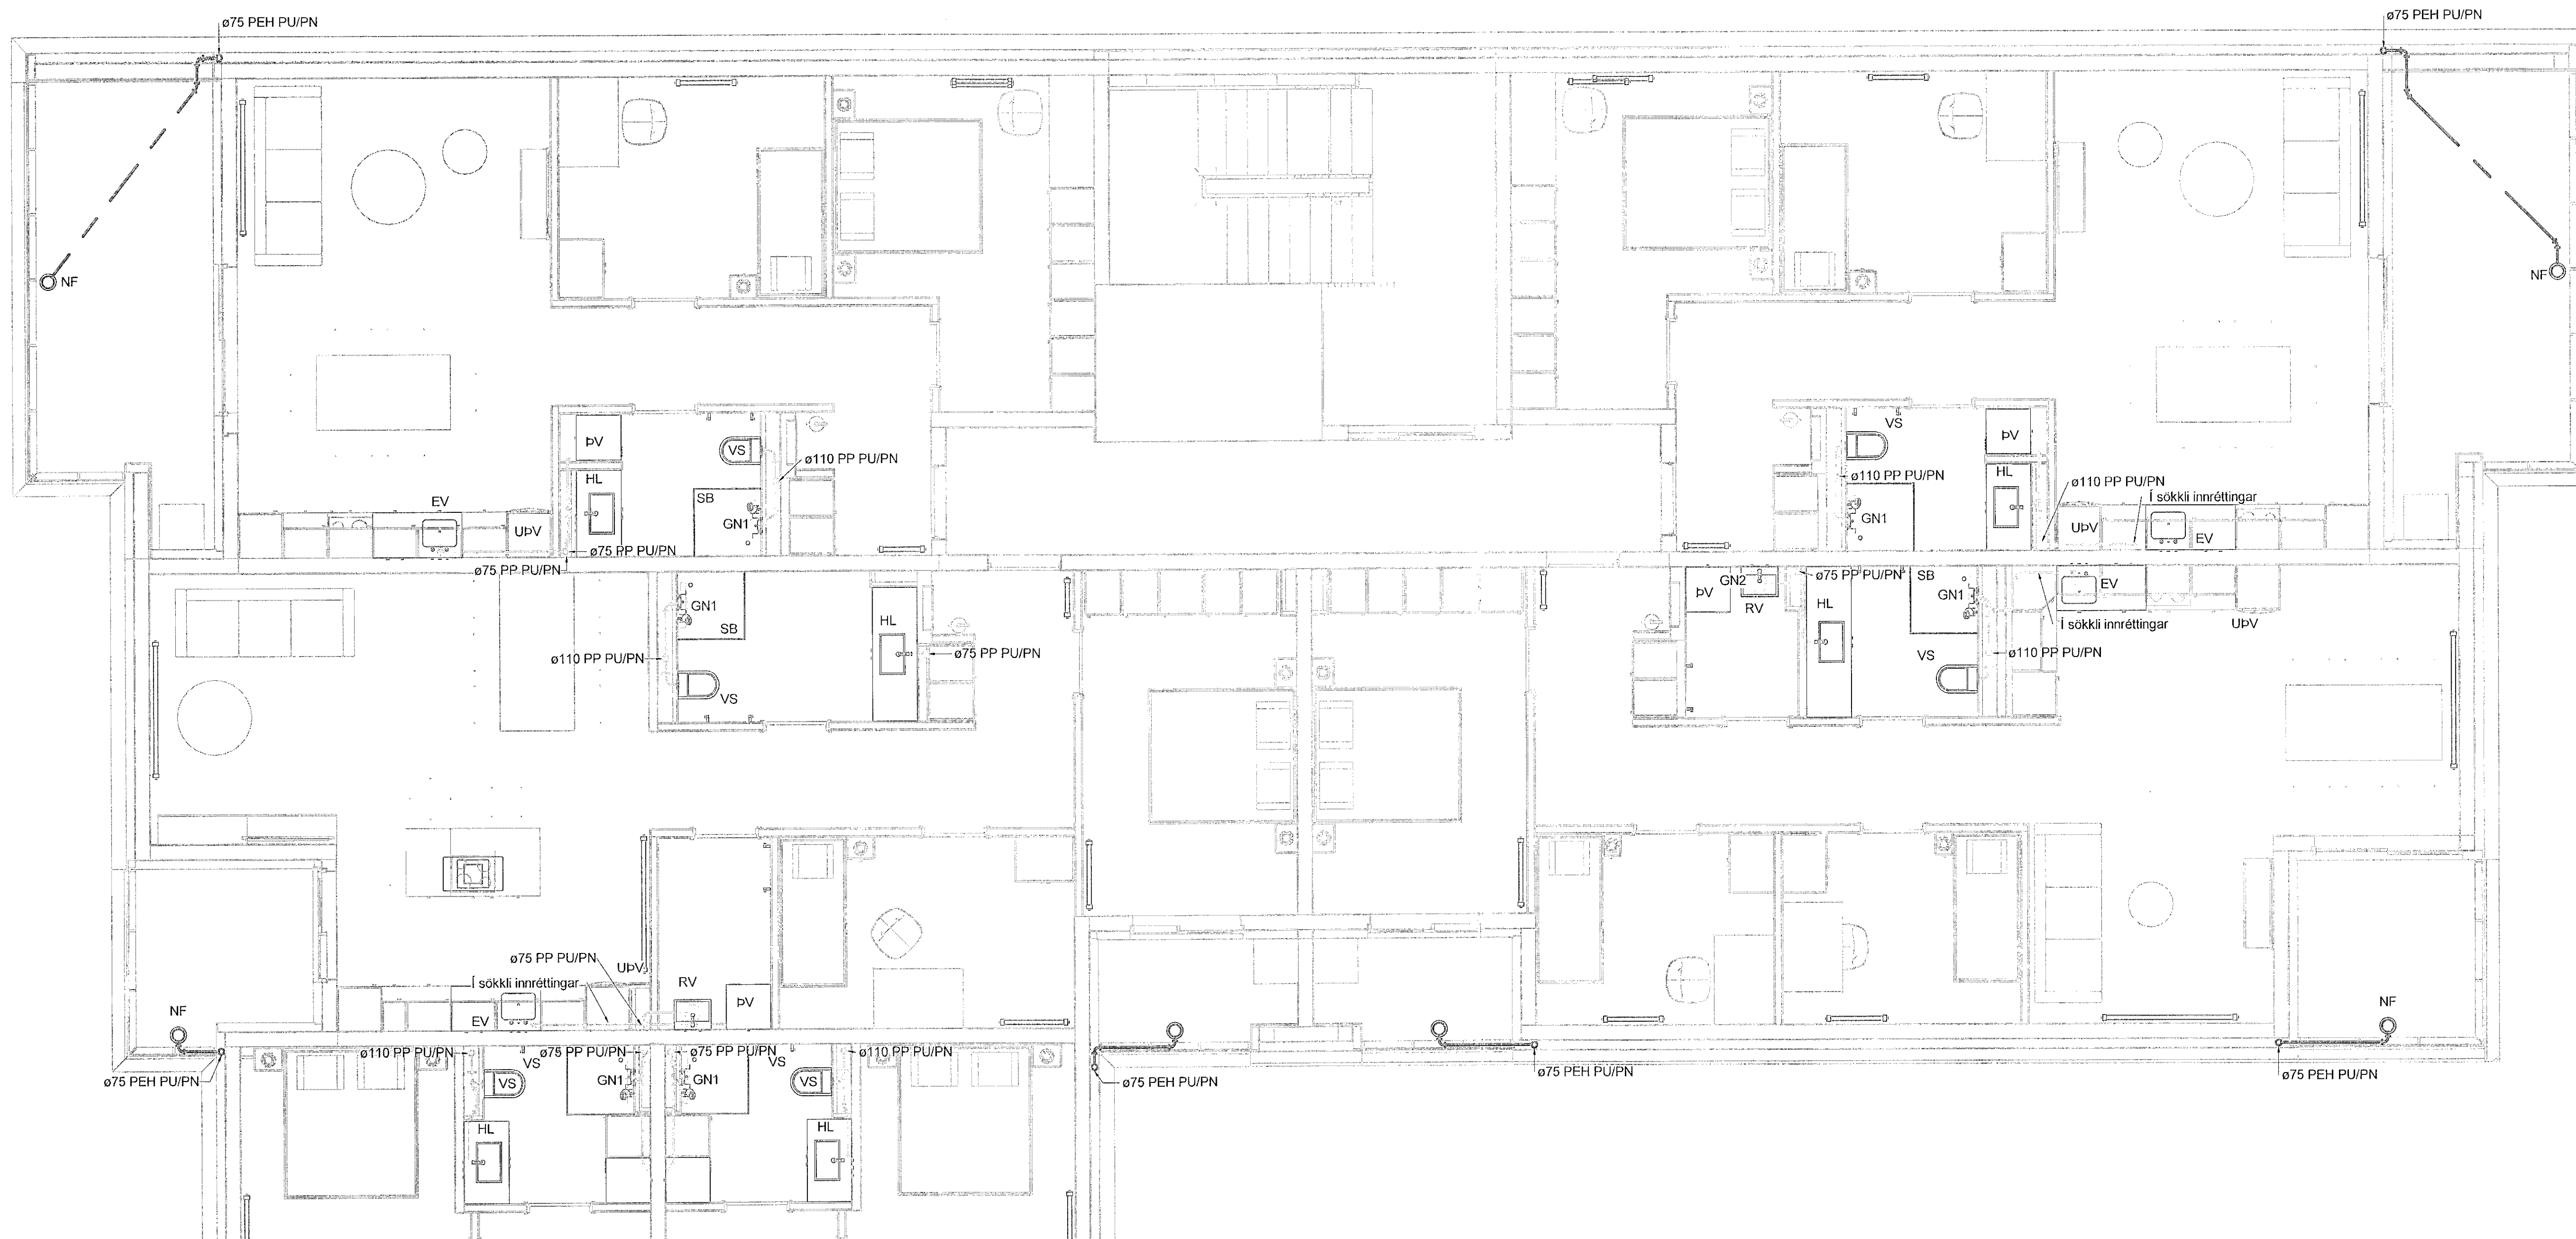 ø75 PEH PU/PN
ø75 PEH PU/PN
NF
NF
ÞV
VS
ø110 PP PU/PN
HL
SB
GN1
EV
UÞV
ø75 PP PU/PN
ø75 PP PU/PN
VS
ÞV
HL
ø110 PP PU/PN
GN1
ø110 PP PU/PN
Í sökkli innréttingar
UÞV
EV
GN1
SB
HL
ø110 PP PU/PN
ø75 PP PU/PN
VS
GN2
ÞV
RV
ø75 PP PU/PN
HL
SB
GN1
VS
ø110 PP PU/PN
EV
Í sökkli innréttingar
UÞV
ø75 PP PU/PN
UÞV
Í sökkli innréttingar
RV
ÞV
EV
NF
NF
ø75 PEH PU/PN
ø110 PP PU/PN
VS
ø75 PP PU/PN
ø75 PP PU/PN
VS
ø110 PP PU/PN
VS
GN1
GN1
VS
HL
HL
ø75 PEH PU/PN
ø75 PEH PU/PN
ø75 PEH PU/PN